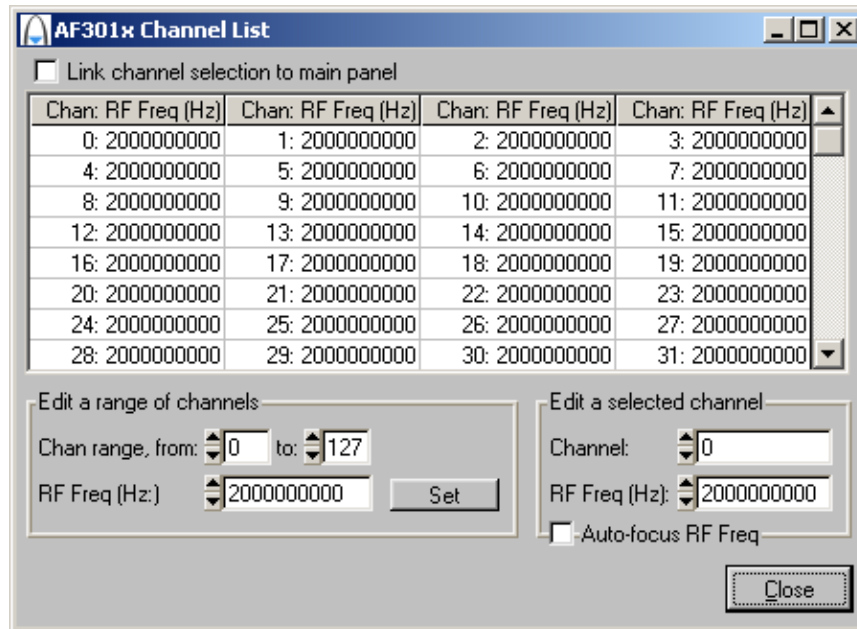 AF301x Channel List
Link channel selection to main panel
Chan: RF Freq (Hz) Chan: RF Freq (Hz) Chan: RF Freq (Hz) Chan: RF Freq (Hz)
0: 2000000000 1: 2000000000 2: 2000000000 3: 2000000000
4: 2000000000 5: 2000000000 6: 2000000000 7: 2000000000
8: 2000000000 9: 2000000000 10: 2000000000 11: 2000000000
12: 2000000000 13: 2000000000 14: 2000000000 15: 2000000000
16: 2000000000 17: 2000000000 18: 2000000000 19: 2000000000
20: 2000000000 21: 2000000000 22: 2000000000 23: 2000000000
24: 2000000000 25: 2000000000 26: 2000000000 27: 2000000000
28: 2000000000 29: 2000000000 30: 2000000000 31: 2000000000
Edit a range of channels
Chan range, from: 0 to: 127
RF Freq (Hz:) 2000000000 Set
Edit a selected channel
Channel: 0
RF Freq (Hz): 2000000000
Auto-focus RF Freq
Close